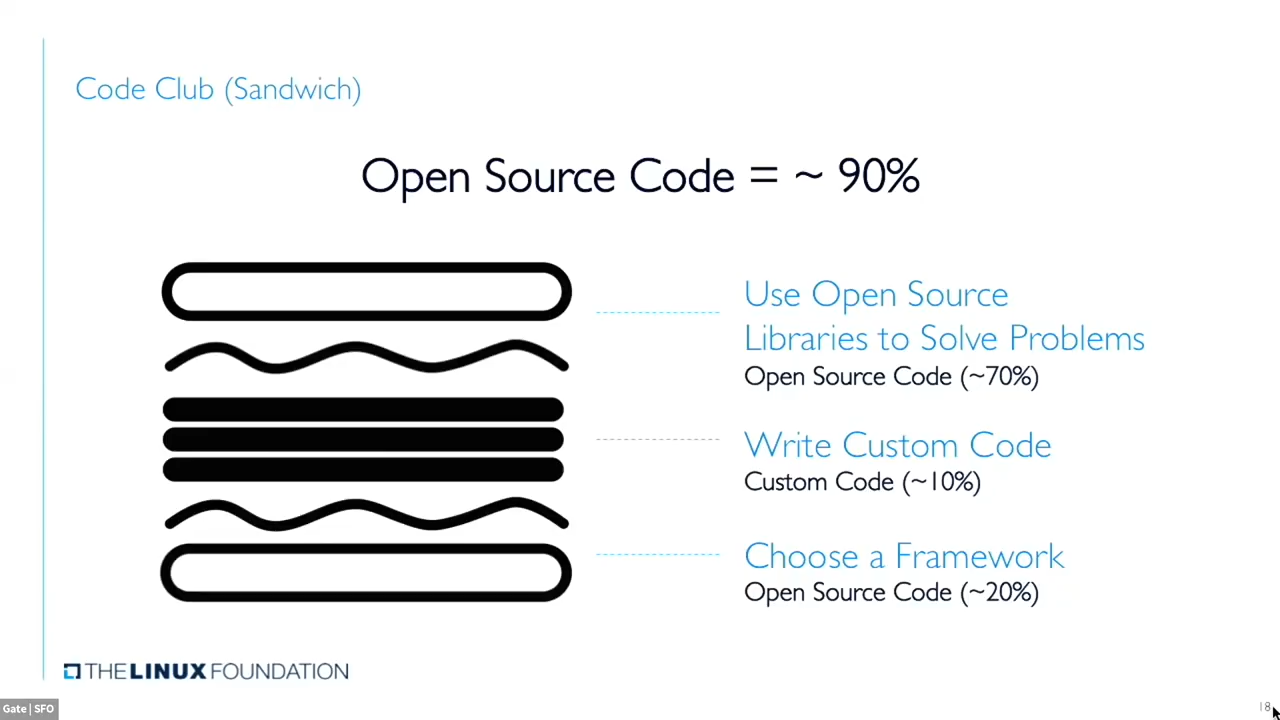 Code Club (Sandwich)
Open Source Code = ~ 90%
Use Open Source
Libraries to Solve Problems
Open Source Code (~70%)
Write Custom Code
Custom Code (~10%)
Choose a Framework
Open Source Code (~20%)
THE LINUX FOUNDATION
Gate | SFO
18